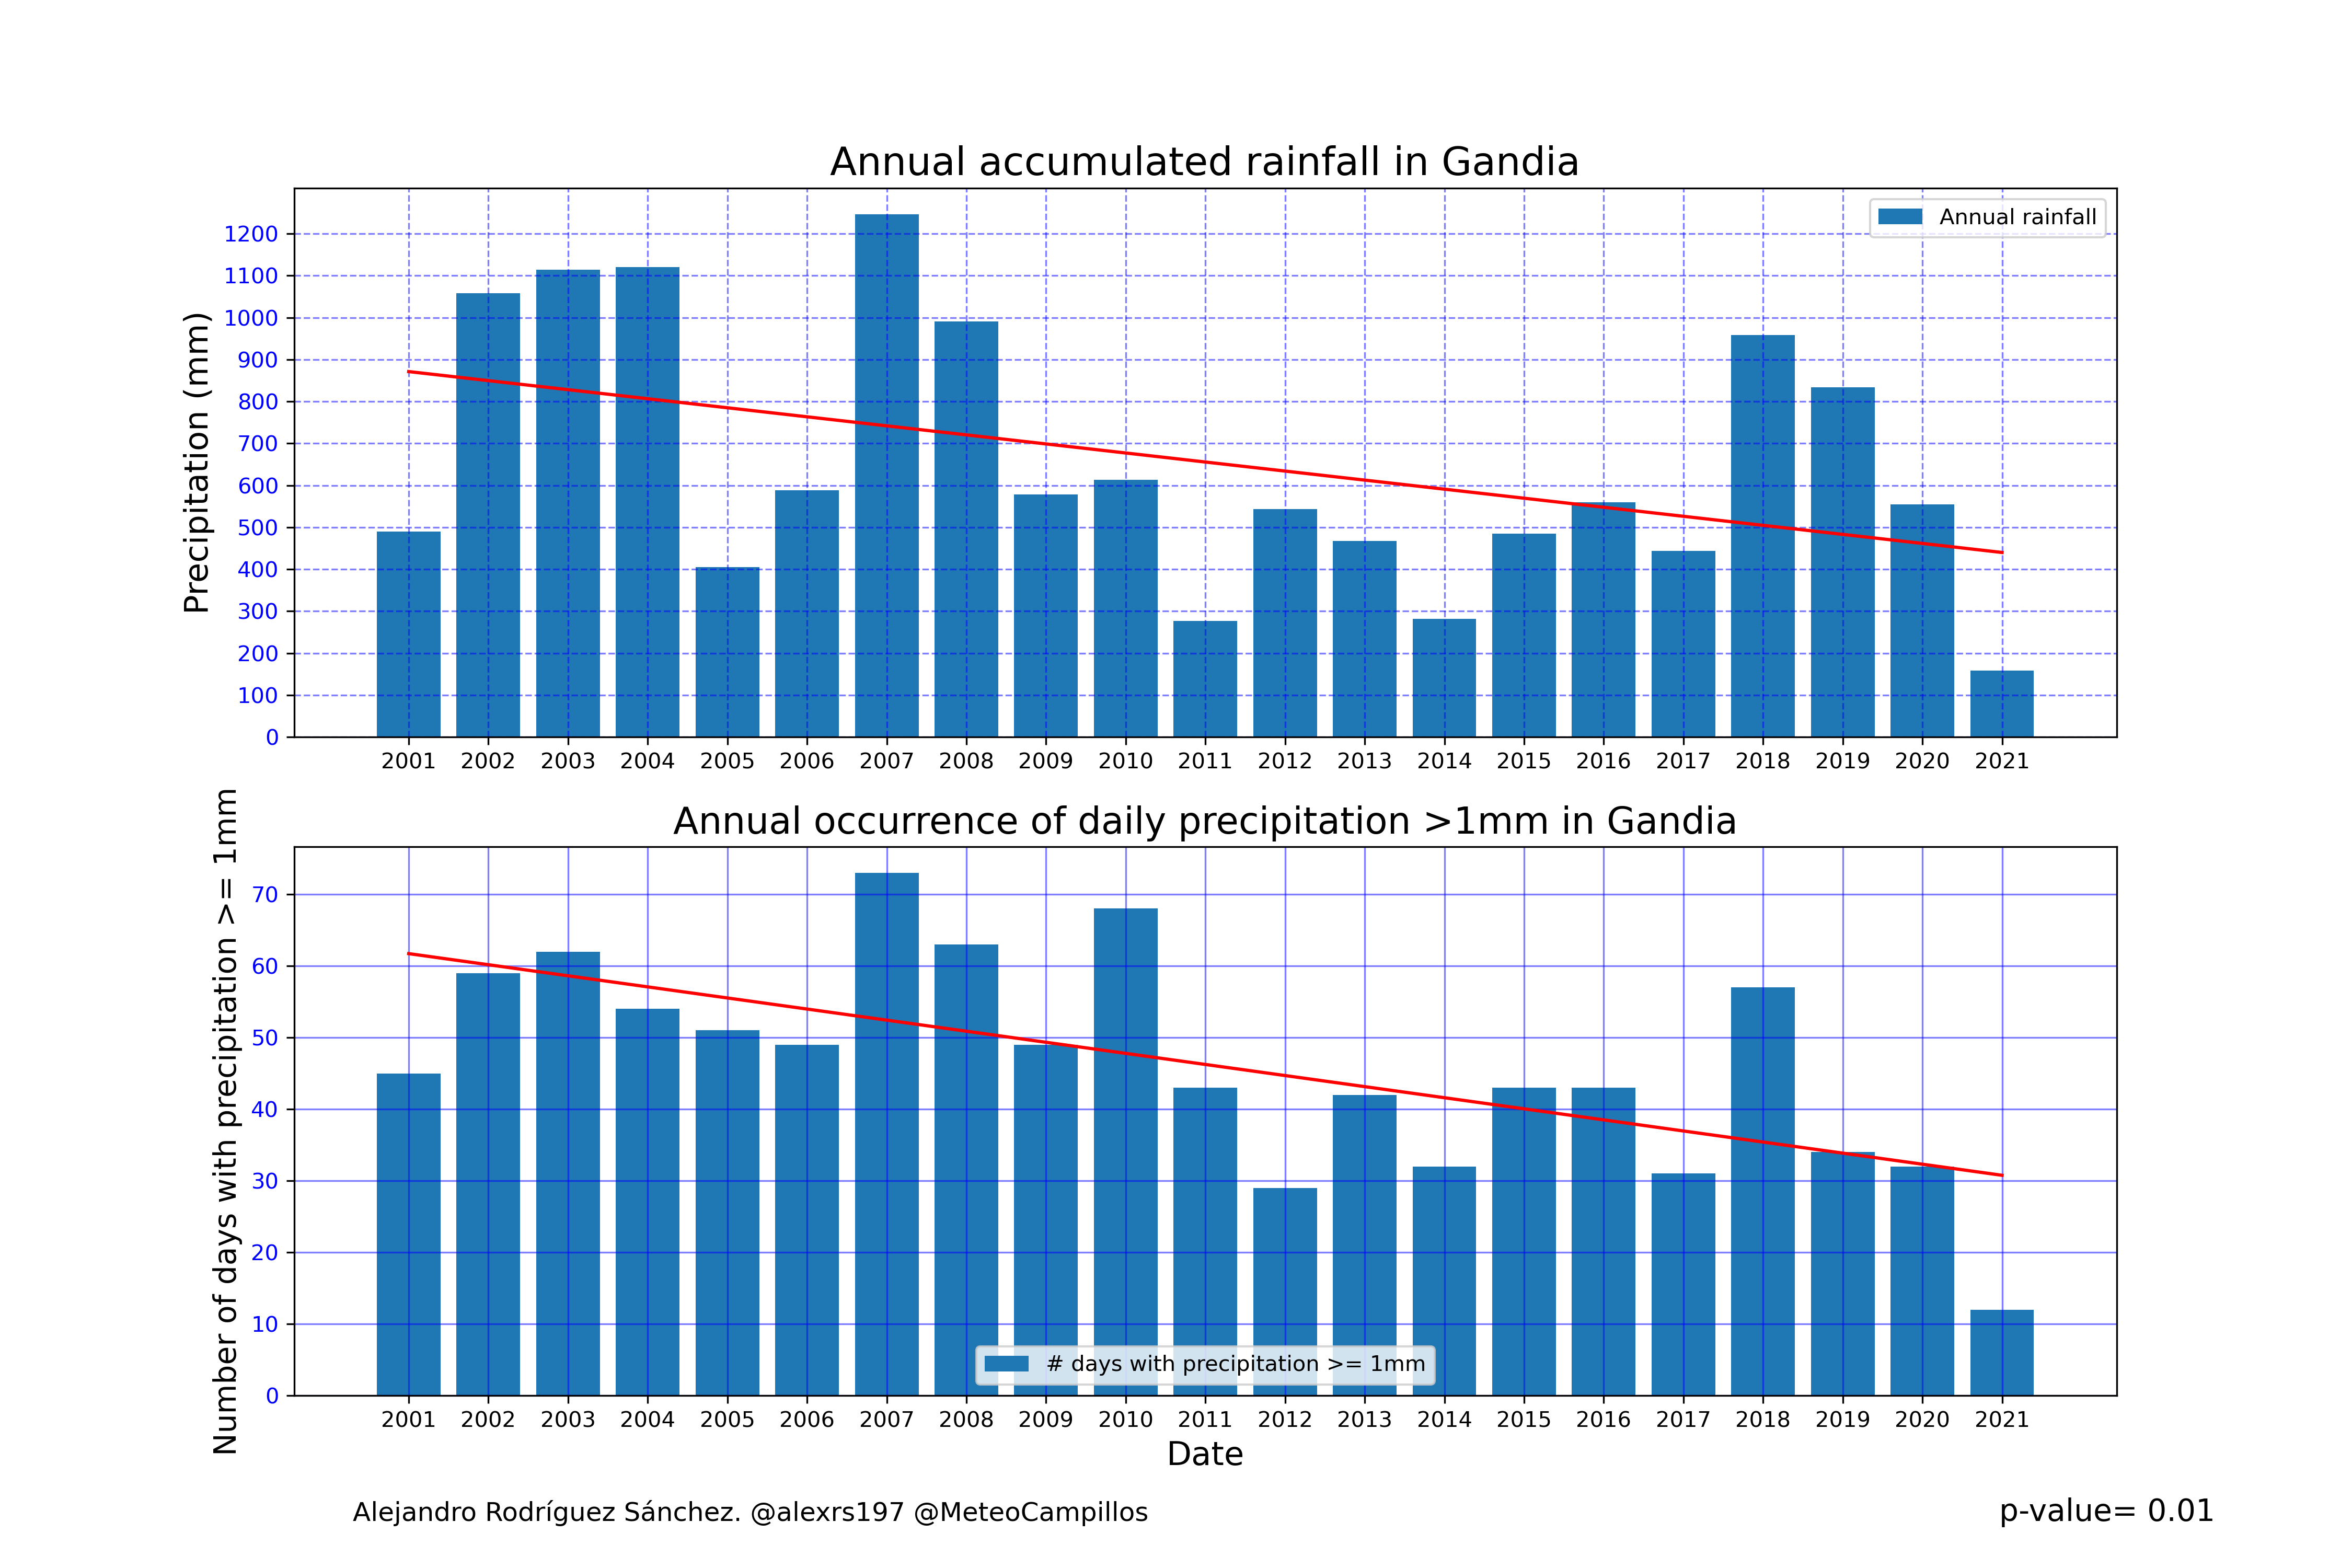 Annual accumulated rainfall in Gandia
Precipitation (mm)
1200
1100
1000
900
800
700
600
500
400
300
200
100
0
Annual rainfall
2001 2002 2003 2004 2005 2006 2007 2008 2009 2010 2011 2012 2013 2014 2015 2016 2017 2018 2019 2020 2021
Annual occurrence of daily precipitation >1mm in Gandia
Number of days with precipitation >= 1mm
70
60
50
40
30
20
10
0
# days with precipitation >= 1mm
2001 2002 2003 2004 2005 2006 2007 2008 2009 2010 2011 2012 2013 2014 2015 2016 2017 2018 2019 2020 2021
Date
Alejandro Rodríguez Sánchez. @alexrs197 @MeteoCampillos
p-value= 0.01